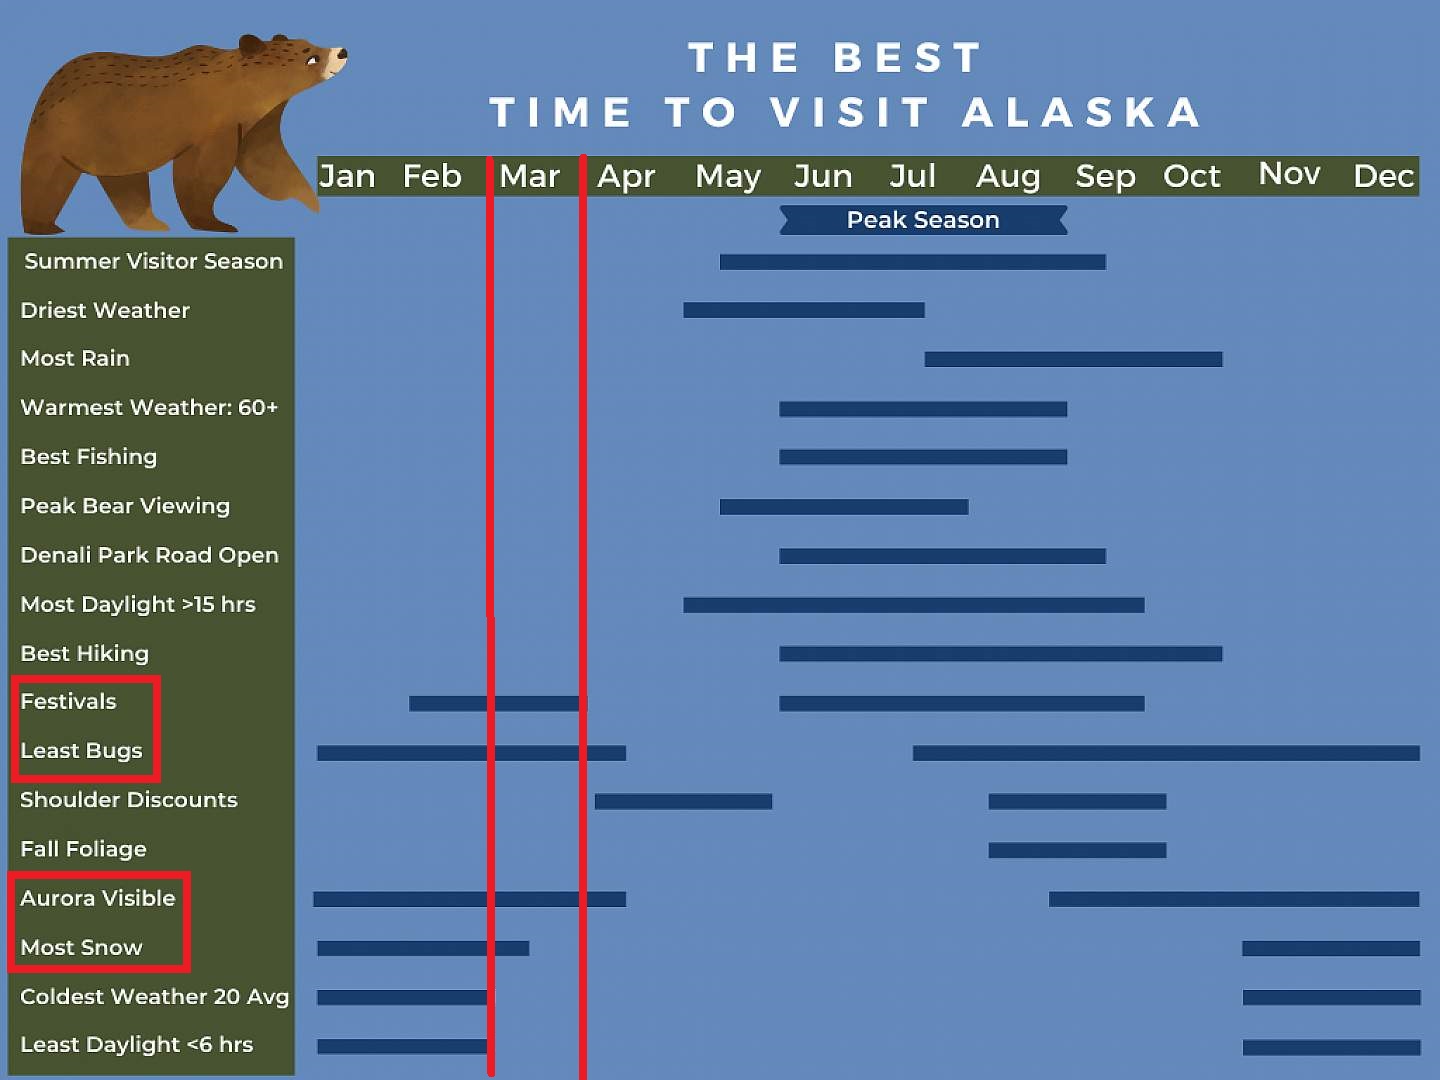 THE BEST
TIME TO VISIT ALASKA
Jan Feb Mar Apr May Jun Jul Aug Sep Oct Nov Dec
Peak Season
Summer Visitor Season
Driest Weather
Most Rain
Warmest Weather: 60+
Best Fishing
Peak Bear Viewing
Denali Park Road Open
Most Daylight >15 hrs
Best Hiking
Festivals
Least Bugs
Shoulder Discounts
Fall Foliage
Aurora Visible
Most Snow
Coldest Weather 20 Avg
Least Daylight <6 hrs